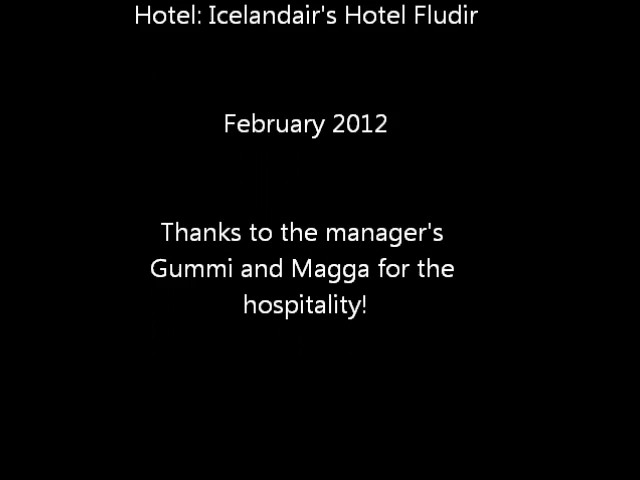 Hotel: Icelandair's Hotel Fludir
February 2012
Thanks to the manager's
Gummi and Magga for the
hospitality!